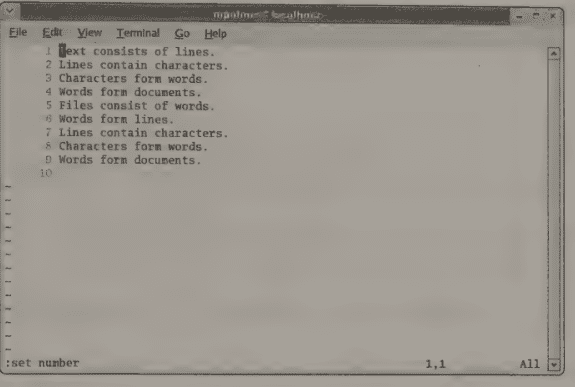 File Edit View Terminal Go Help
1 Text consists of lines.
2 Lines contain characters.
3 Characters form words.
4 Words form documents.
5 Files consist of words.
6 Words form lines.
7 Lines contain characters.
8 Characters form words.
9 Words form documents.
10
~
~
~
~
~
~
~
~
~
~
~
~
~
:set number 1,1 All